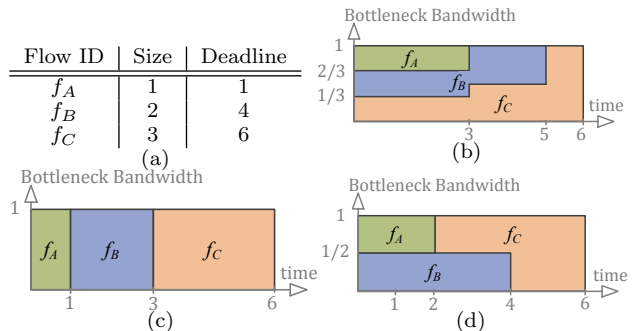 Flow ID Size Deadline
f_A 1 1
f_B 2 4
f_C 3 6
(a)
Bottleneck Bandwidth
1
2/3
1/3
f_A
f_B
f_C
time
3 5 6
(b)
Bottleneck Bandwidth
1
f_A f_B f_C
time
1 3 6
(c)
Bottleneck Bandwidth
1
1/2
f_A f_C
f_B
time
1 2 4 6
(d)